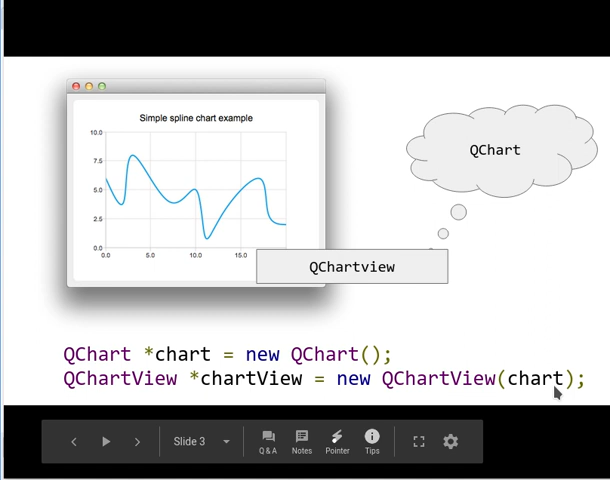 Simple spline chart example
10.0
7.5
5.0
2.5
0.0
0.0 5.0 10.0 15.0
QChart
QChartview
QChart *chart = new QChart();
QChartView *chartView = new QChartView(chart);
Slide 3
Q & A Notes Pointer Tips